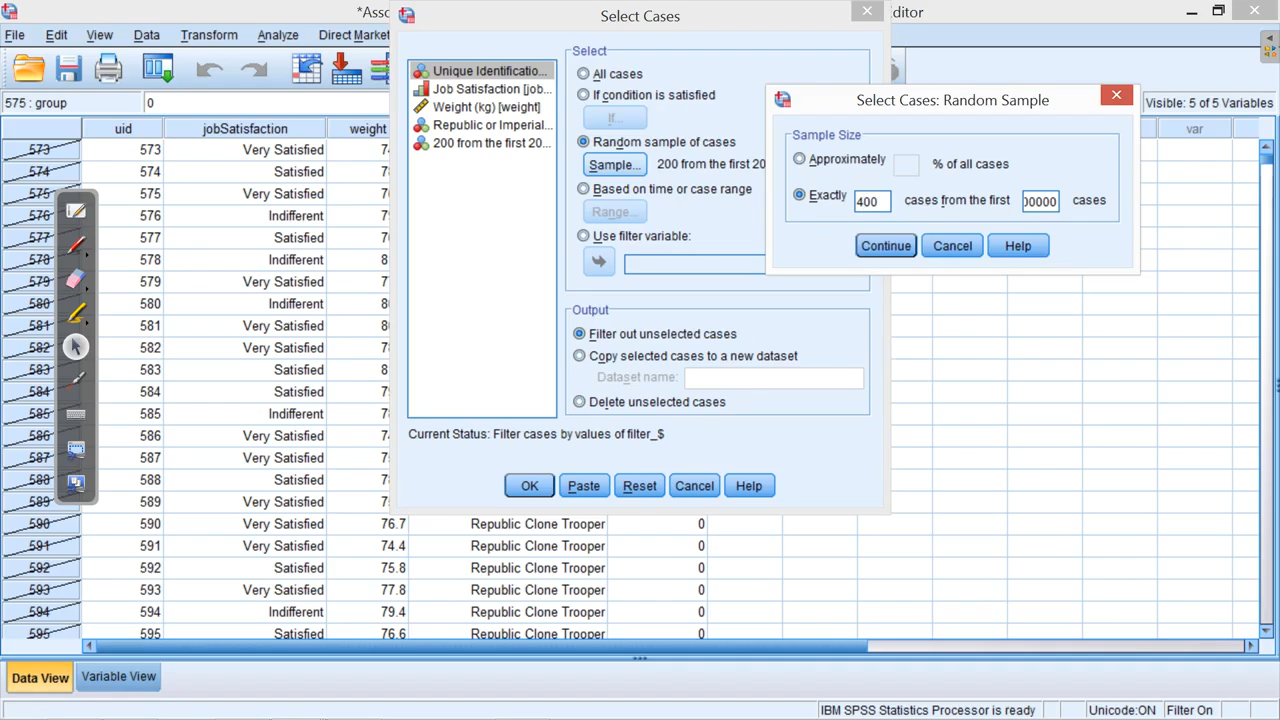 *Asso
Editor
Select Cases
File Edit View Data Transform Analyze Direct Market
575 : group 0
Visible: 5 of 5 Variables
uid jobSatisfaction weight var
573 573 Very Satisfied
574 574 Satisfied
575 575 Very Satisfied
576 576 Indifferent
577 577 Satisfied
578 578 Indifferent
579 579 Very Satisfied
580 580 Indifferent
581 581 Very Satisfied
582 582 Very Satisfied
583 583 Satisfied
584 584 Satisfied
585 585 Indifferent
586 586 Very Satisfied
587 587 Very Satisfied
588 588 Satisfied
589 589 Very Satisfied
590 590 Very Satisfied 76.7 Republic Clone Trooper 0
591 591 Very Satisfied 74.4 Republic Clone Trooper 0
592 592 Satisfied 75.8 Republic Clone Trooper 0
593 593 Very Satisfied 77.8 Republic Clone Trooper 0
594 594 Indifferent 79.4 Republic Clone Trooper 0
595 595 Satisfied 76.6 Republic Clone Trooper 0
Unique Identificatio...
Job Satisfaction [job...
Weight (kg) [weight]
Republic or Imperial...
200 from the first 20...
Select
All cases
If condition is satisfied
If...
Random sample of cases
Sample... 200 from the first 20
Based on time or case range
Range...
Use filter variable:
Output
Filter out unselected cases
Copy selected cases to a new dataset
Dataset name:
Delete unselected cases
Current Status: Filter cases by values of filter_$
OK Paste Reset Cancel Help
Select Cases: Random Sample
Sample Size
Approximately % of all cases
Exactly 400 cases from the first 00000 cases
Continue Cancel Help
Data View Variable View
IBM SPSS Statistics Processor is ready Unicode:ON Filter On